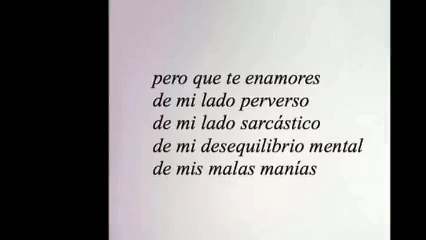 pero que te enamores
de mi lado perverso
de mi lado sarcástico
de mi desequilibrio mental
de mis malas manías